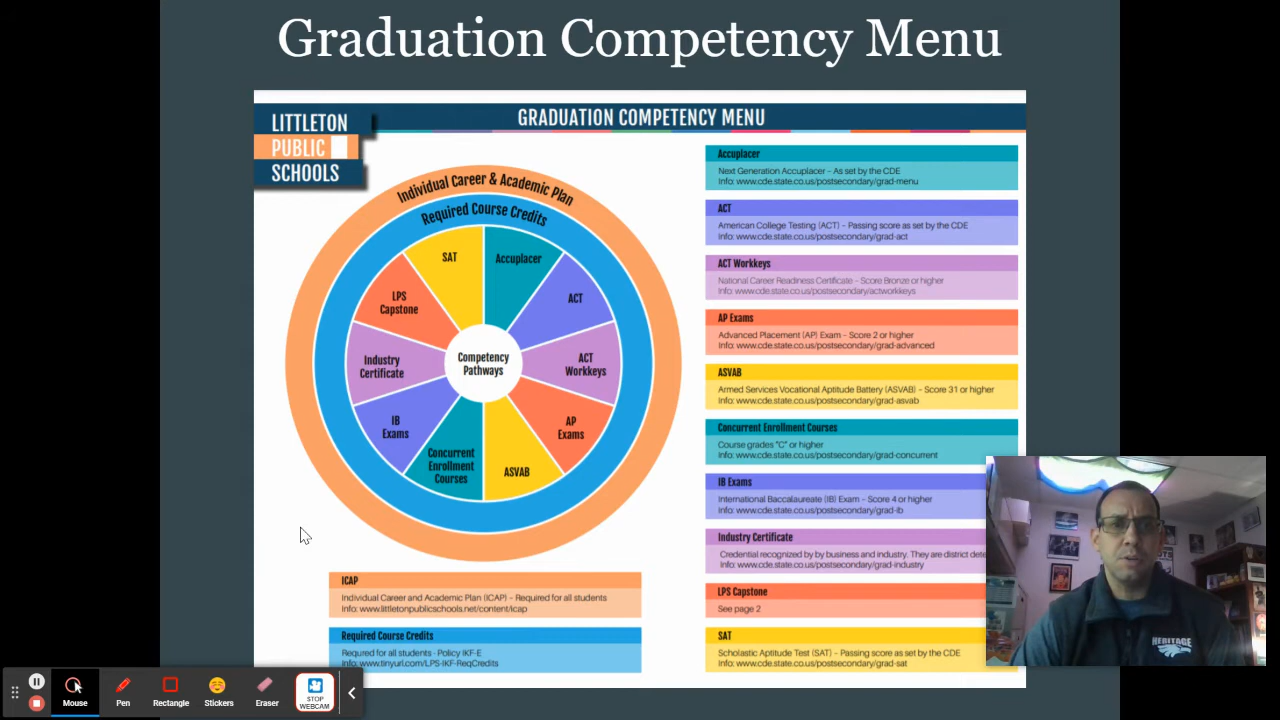 Graduation Competency Menu
LITTLETON
PUBLIC
SCHOOLS
GRADUATION COMPETENCY MENU
Individual Career & Academic Plan
Required Course Credits
SAT
Accuplacer
LPS
Capstone
ACT
Industry
Certificate
Competency
Pathways
ACT
Workkeys
IB
Exams
AP
Exams
Concurrent
Enrollment
Courses
ASVAB
ICAP
Individual Career and Academic Plan (ICAP) – Required for all students
Info: www.littletonpublicschools.net/content/icap
Required Course Credits
Required for all students - Policy IKF-E
Info: www.tinyurl.com/LPS-IKF-ReqCredits
Accuplacer
Next Generation Accuplacer – As set by the CDE
Info: www.cde.state.co.us/postsecondary/grad-menu
ACT
American College Testing (ACT) – Passing score as set by the CDE
Info: www.cde.state.co.us/postsecondary/grad-act
ACT Workkeys
National Career Readiness Certificate – Score Bronze or higher
Info: www.cde.state.co.us/postsecondary/actworkkeys
AP Exams
Advanced Placement (AP) Exam – Score 2 or higher
Info: www.cde.state.co.us/postsecondary/grad-advanced
ASVAB
Armed Services Vocational Aptitude Battery (ASVAB) – Score 31 or higher
Info: www.cde.state.co.us/postsecondary/grad-asvab
Concurrent Enrollment Courses
Course grades "C" or higher
Info: www.cde.state.co.us/postsecondary/grad-concurrent
IB Exams
International Baccalaureate (IB) Exam – Score 4 or higher
Info: www.cde.state.co.us/postsecondary/grad-ib
Industry Certificate
Credential recognized by by business and industry. They are district dete
Info: www.cde.state.co.us/postsecondary/grad-industry
LPS Capstone
See page 2
SAT
Scholastic Aptitude Test (SAT) – Passing score as set by the CDE
Info: www.cde.state.co.us/postsecondary/grad-sat
HERITAGE
Mouse
Pen
Rectangle
Stickers
Eraser
STOP
WEBCAM